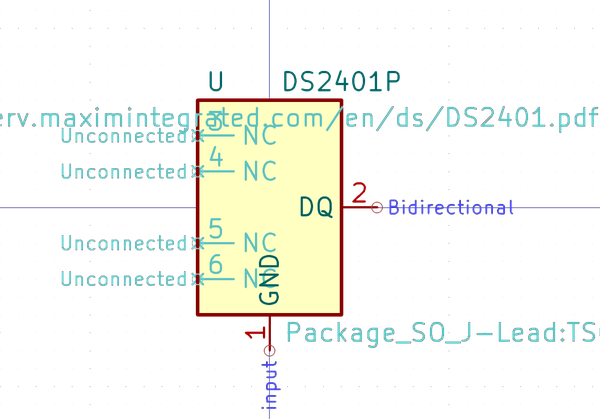 U DS2401P
erv.maximintegrated.com/en/ds/DS2401.pdf
Unconnected 3 NC
Unconnected 4 NC
DQ 2 Bidirectional
Unconnected 5 NC
Unconnected 6 NC
GND
1
Package_SO_J-Lead:TS
input